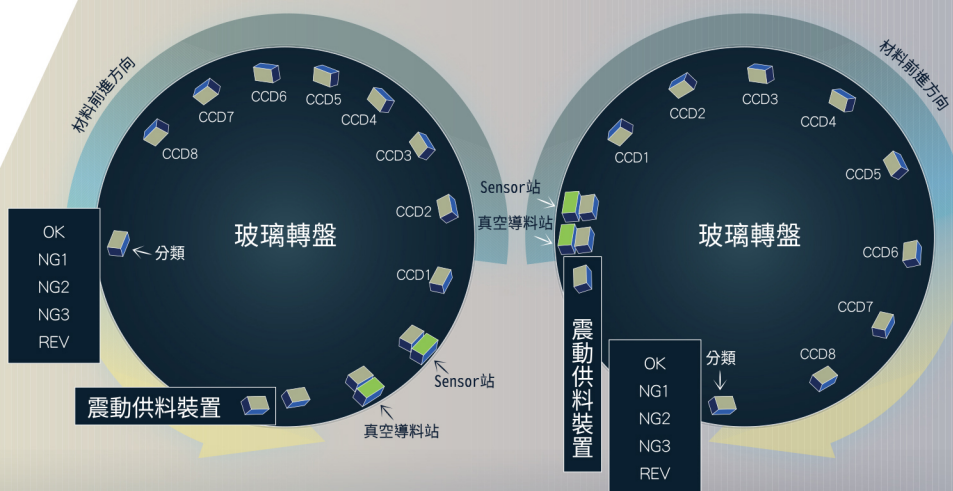 材料前進方向
CCD8
CCD7
CCD6
CCD5
CCD4
CCD3
CCD2
CCD1
玻璃轉盤
OK
NG1
NG2
NG3
REV
分類
震動供料裝置
真空導料站
Sensor站
材料前進方向
Sensor站
真空導料站
CCD1
CCD2
CCD3
CCD4
CCD5
CCD6
CCD7
CCD8
玻璃轉盤
震動供料裝置
OK
NG1
NG2
NG3
REV
分類